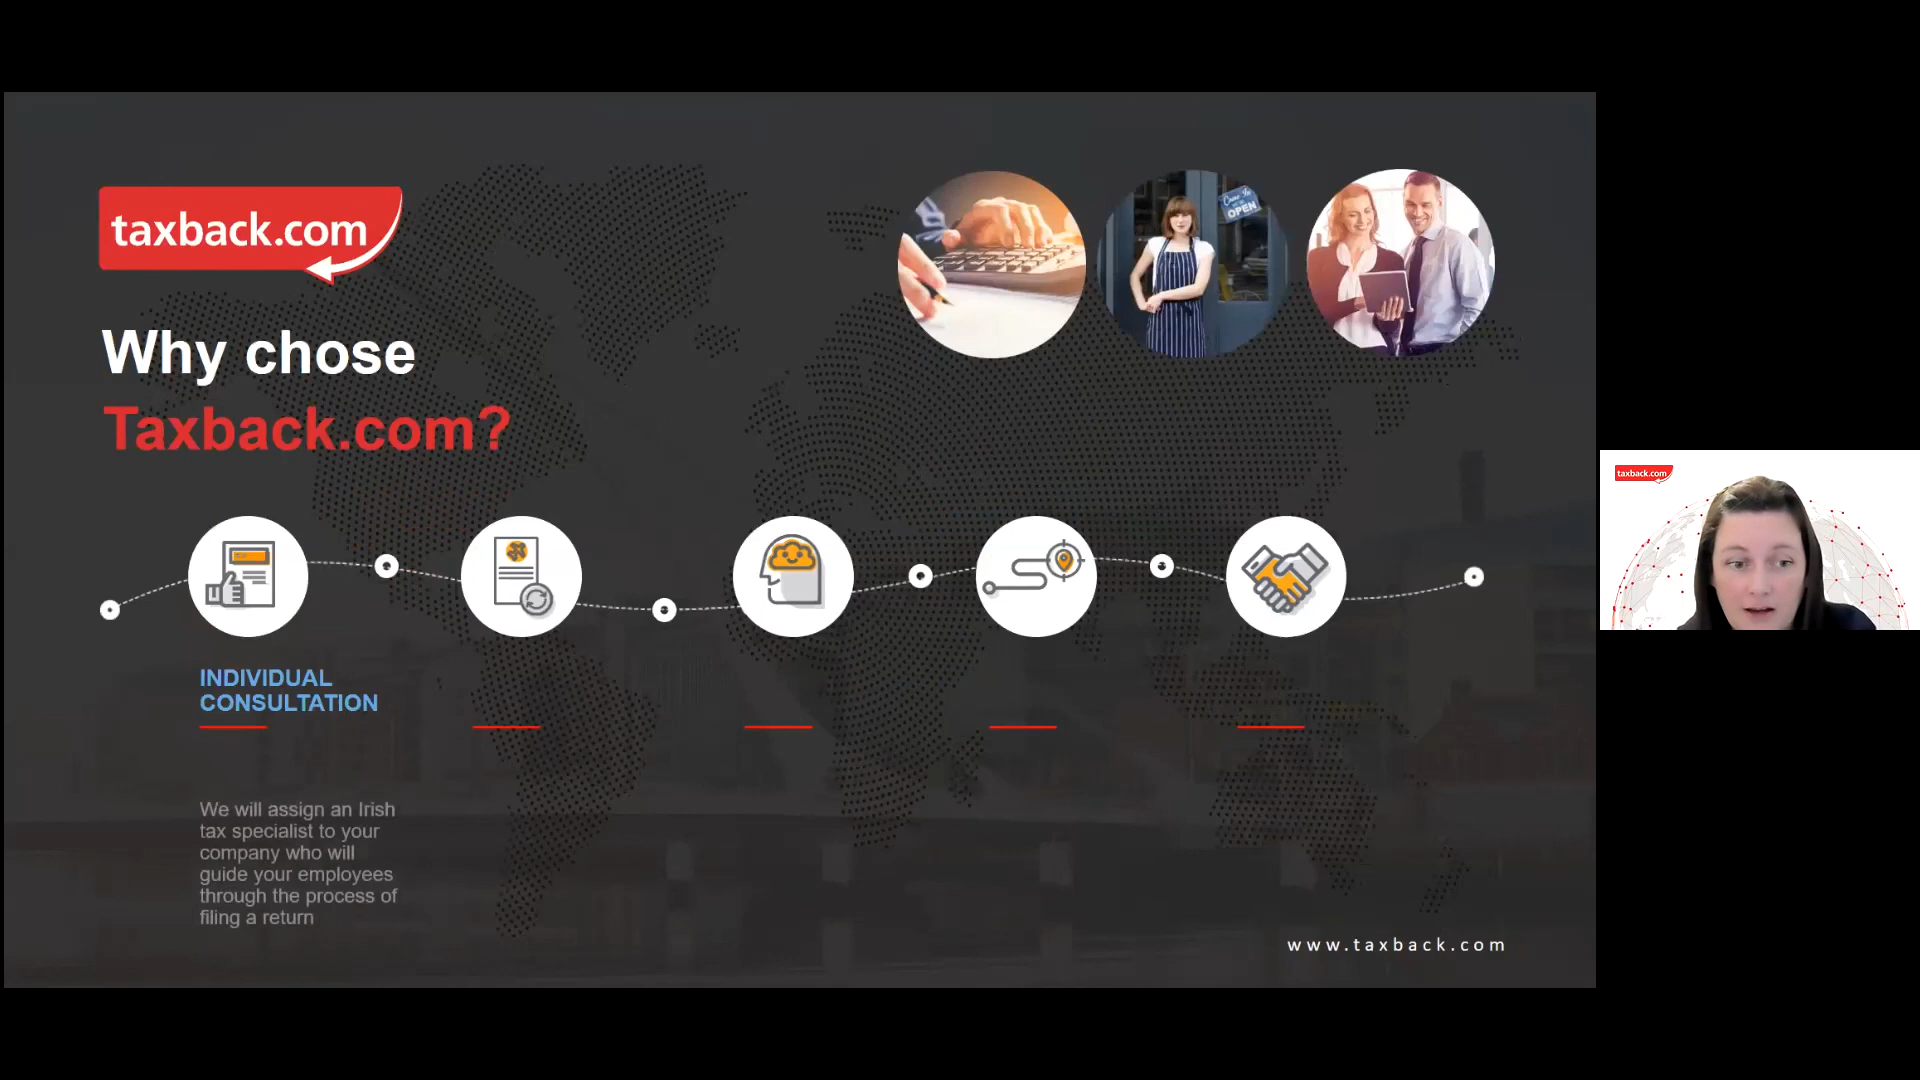 taxback.com
Why chose
Taxback.com?
OPEN
INDIVIDUAL
CONSULTATION
We will assign an Irish
tax specialist to your
company who will
guide your employees
through the process of
filing a return
www.taxback.com
taxback.com